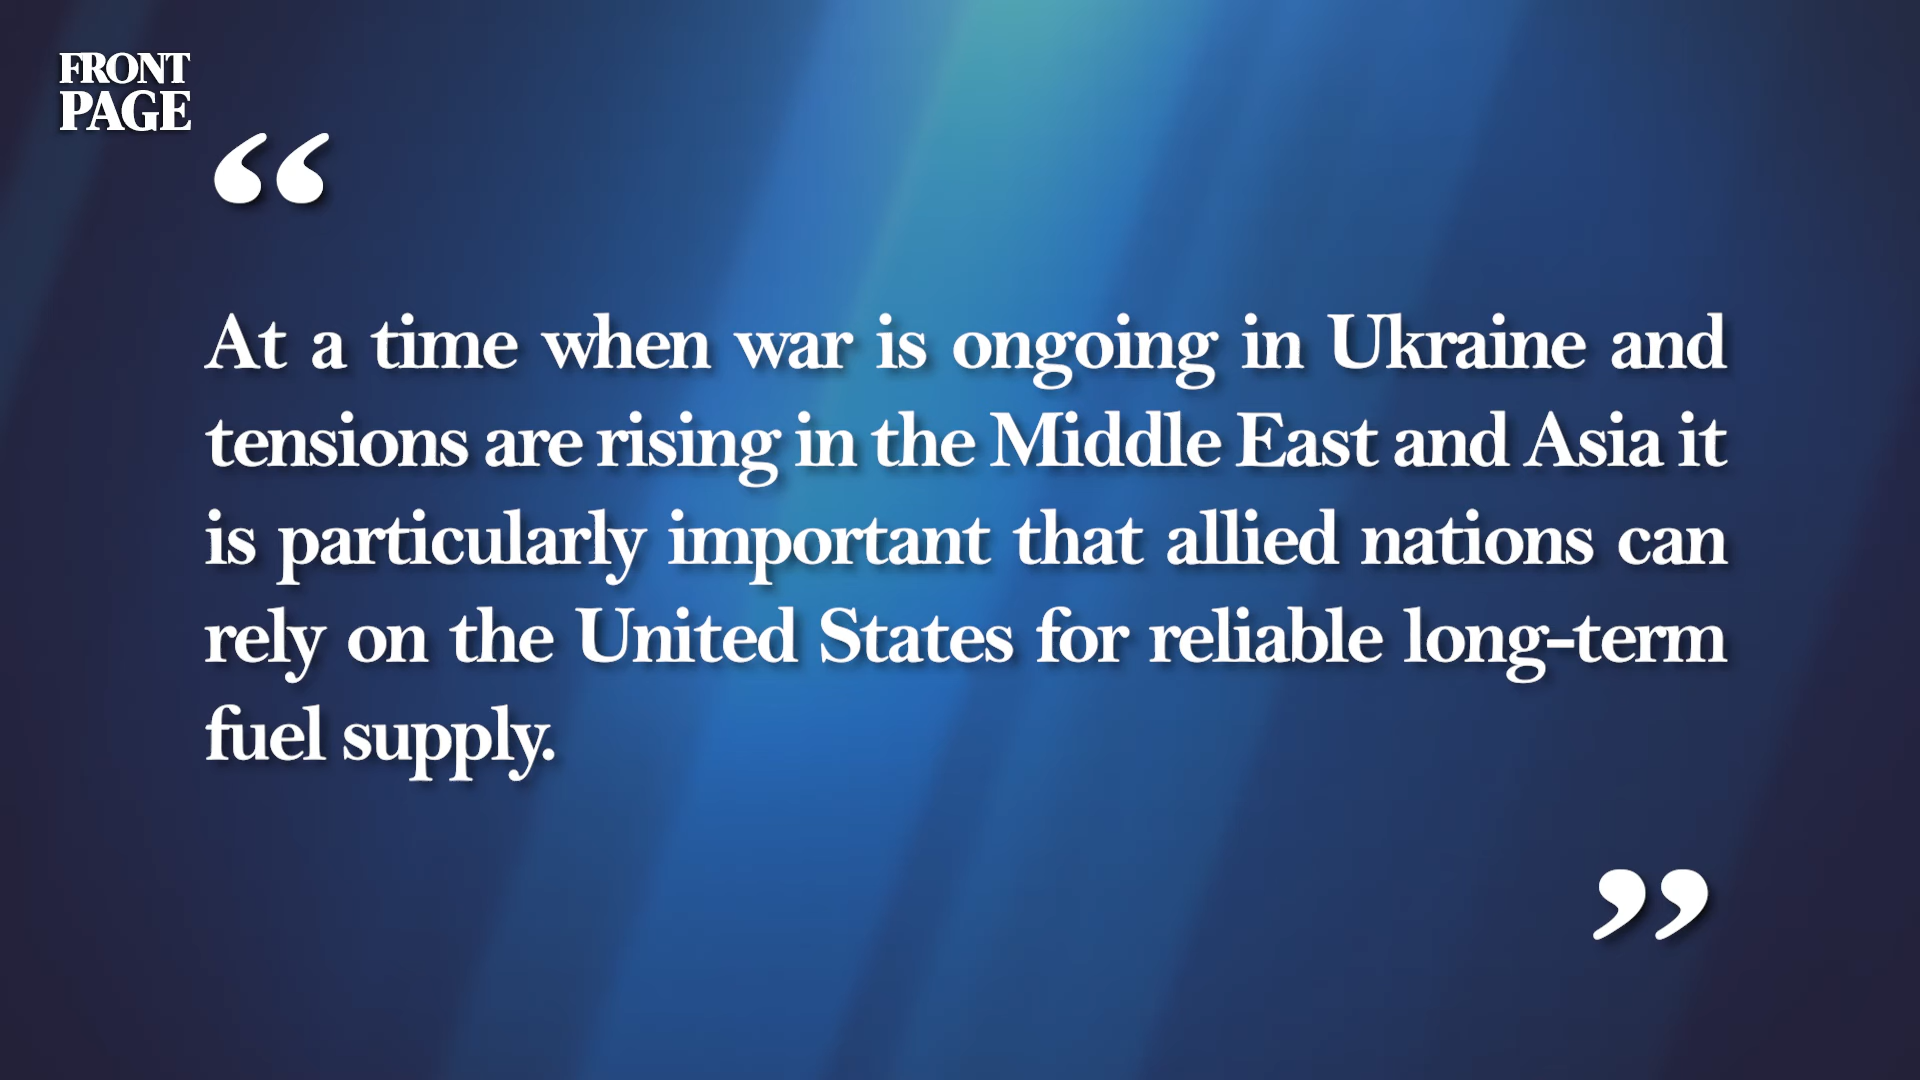 FRONT
PAGE
“
At a time when war is ongoing in Ukraine and
tensions are rising in the Middle East and Asia it
is particularly important that allied nations can
rely on the United States for reliable long-term
fuel supply.
”